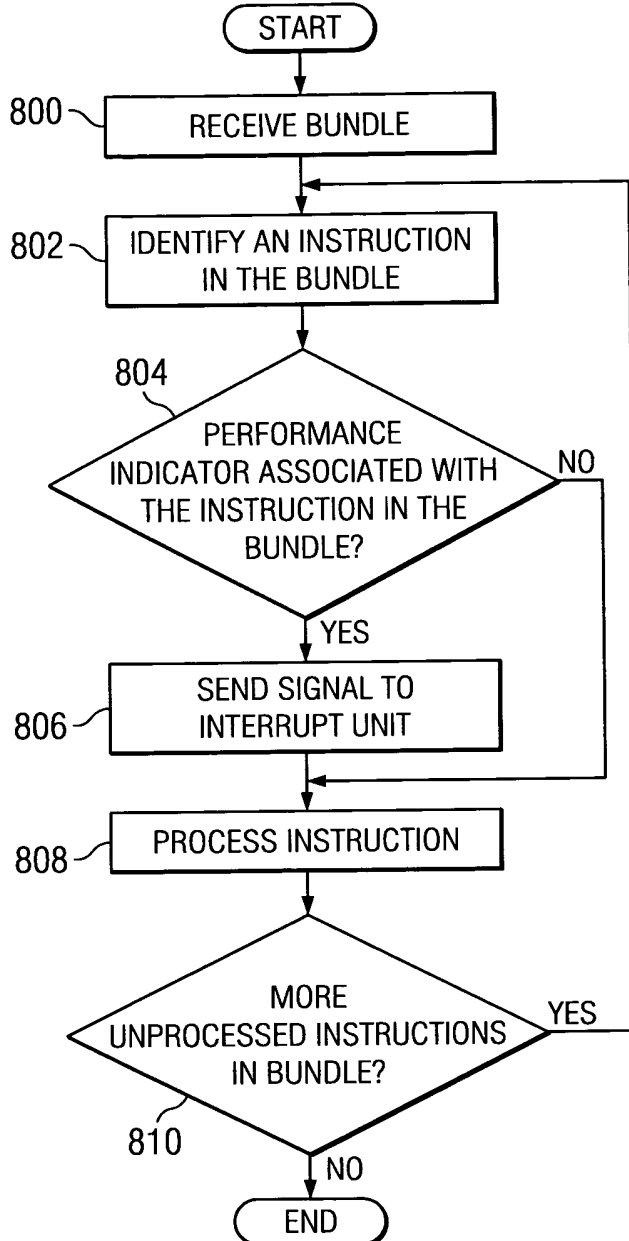 START
800
RECEIVE BUNDLE
802
IDENTIFY AN INSTRUCTION
IN THE BUNDLE
804
PERFORMANCE
INDICATOR ASSOCIATED WITH
THE INSTRUCTION IN THE
BUNDLE?
NO
YES
806
SEND SIGNAL TO
INTERRUPT UNIT
808
PROCESS INSTRUCTION
MORE
UNPROCESSED INSTRUCTIONS
IN BUNDLE?
YES
810
NO
END